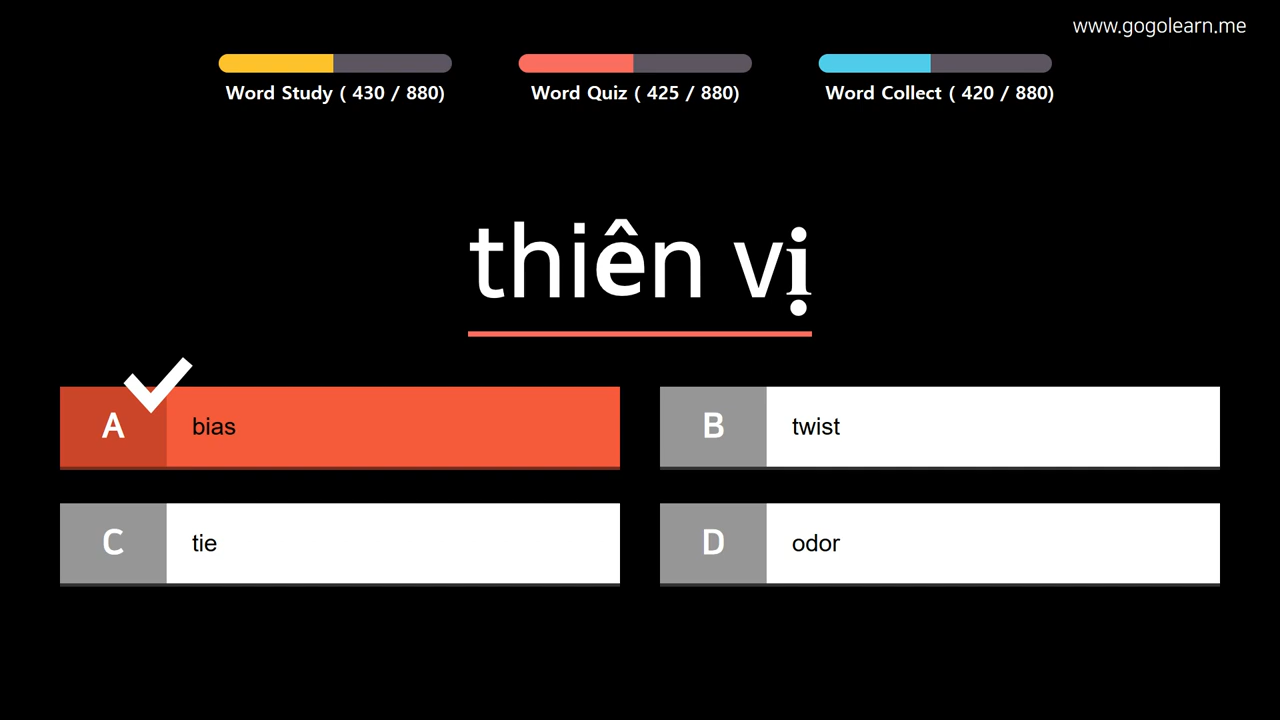 www.gogolearn.me
Word Study ( 430 / 880)
Word Quiz ( 425 / 880)
Word Collect ( 420 / 880)
thiên vị
A bias
B twist
C tie
D odor